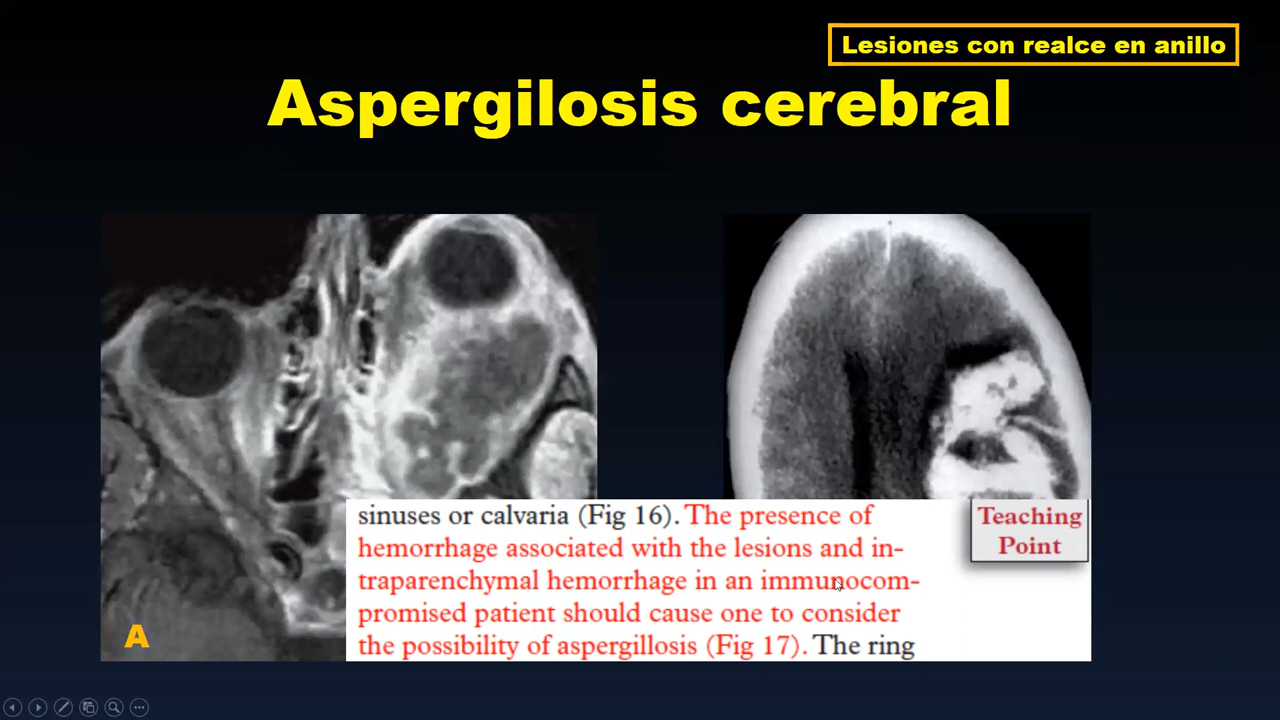 Lesiones con realce en anillo
Aspergilosis cerebral
A
sinuses or calvaria (Fig 16). The presence of
hemorrhage associated with the lesions and in-
traparenchymal hemorrhage in an immunocom-
promised patient should cause one to consider
the possibility of aspergillosis (Fig 17). The ring
Teaching
Point